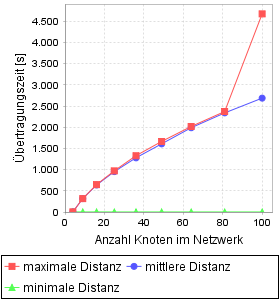 Übertragungszeit [s]
4.500
4.000
3.500
3.000
2.500
2.000
1.500
1.000
500
0
0 20 40 60 80 100
Anzahl Knoten im Netzwerk
maximale Distanz mittlere Distanz
minimale Distanz